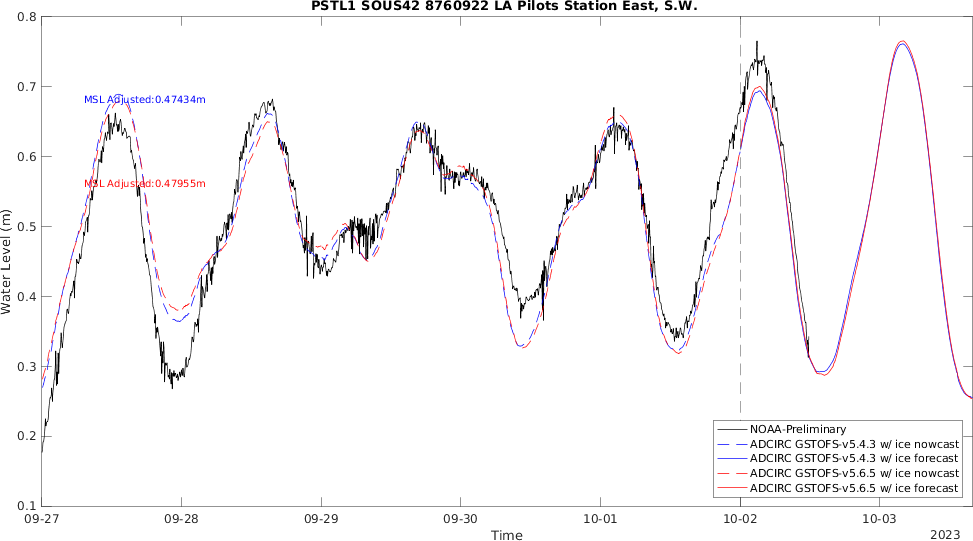 PSTL1 SOUS42 8760922 LA Pilots Station East, S.W.
0.8
0.7
0.6
0.5
0.4
0.3
0.2
0.1
Water Level (m)
MSL Adjusted:0.47434m
MSL Adjusted:0.47955m
NOAA-Preliminary
ADCIRC GSTOFS-v5.4.3 w/ ice nowcast
ADCIRC GSTOFS-v5.4.3 w/ ice forecast
ADCIRC GSTOFS-v5.6.5 w/ ice nowcast
ADCIRC GSTOFS-v5.6.5 w/ ice forecast
09-27 09-28 09-29 09-30 10-01 10-02 10-03
Time
2023